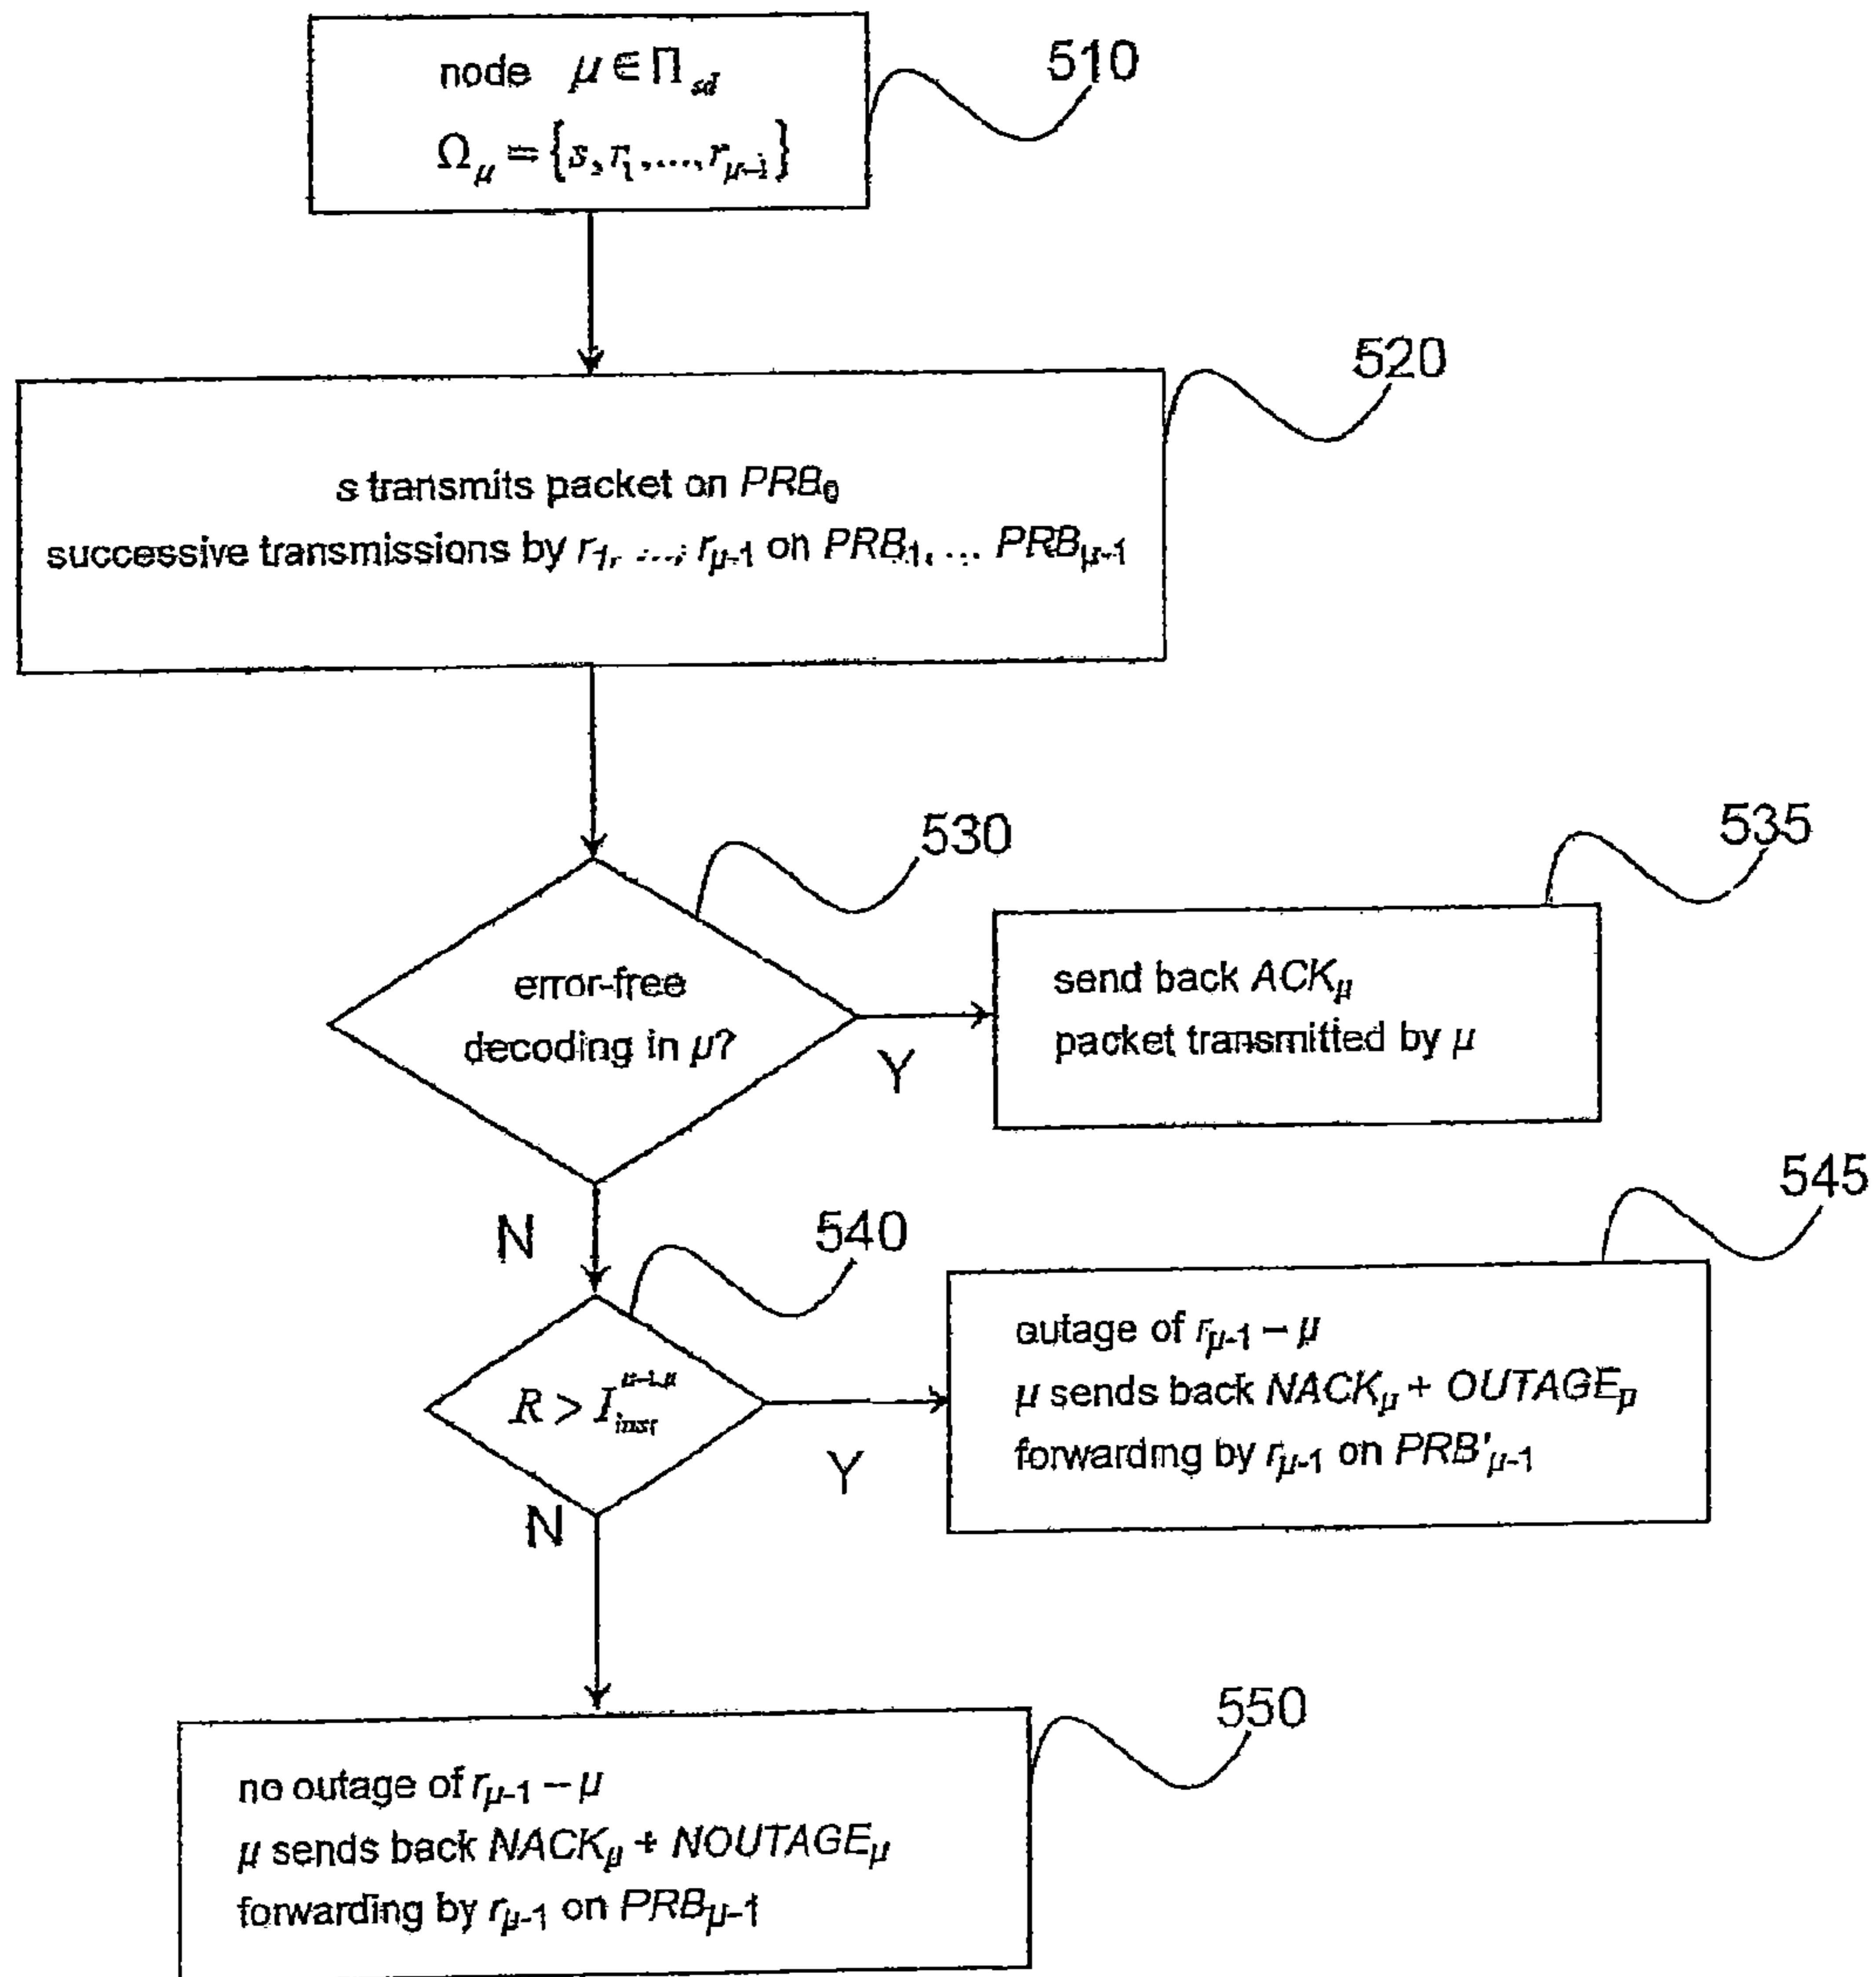 node μ ∈ Π_sd
Ω_μ = {s, r_1, ..., r_μ-1}
510
s transmits packet on PRB_0
successive transmissions by r_1, ..., r_μ-1 on PRB_1, ... PRB_μ-1
520
530
error-free
decoding in μ?
Y
535
send back ACK_μ
packet transmitted by μ
N
540
R > I_inst^μ-1,μ
Y
545
outage of r_μ-1 – μ
μ sends back NACK_μ + OUTAGE_μ
forwarding by r_μ-1 on PRB'_μ-1
N
550
no outage of r_μ-1 – μ
μ sends back NACK_μ + NOUTAGE_μ
forwarding by r_μ-1 on PRB_μ-1